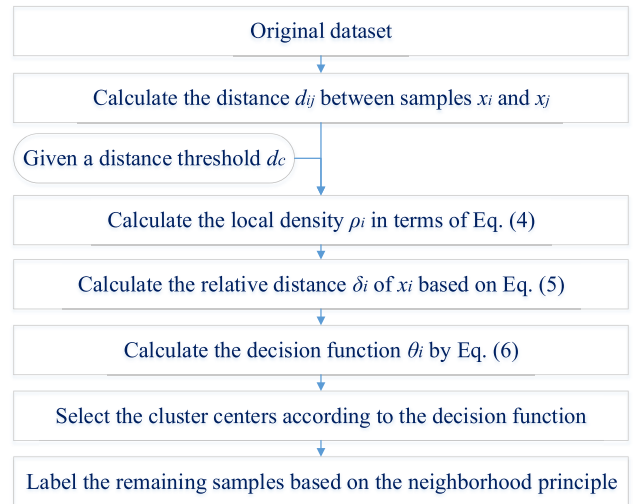 Original dataset
Calculate the distance dij between samples xi and xj
Given a distance threshold dc
Calculate the local density ρi in terms of Eq. (4)
Calculate the relative distance δi of xi based on Eq. (5)
Calculate the decision function θi by Eq. (6)
Select the cluster centers according to the decision function
Label the remaining samples based on the neighborhood principle